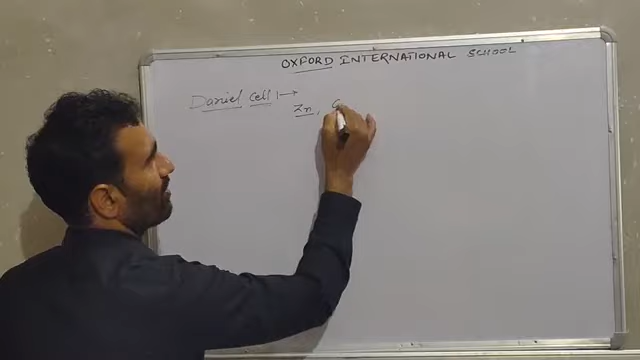 OXFORD INTERNATIONAL SCHOOL
Daniel Cell :→
Zn, C